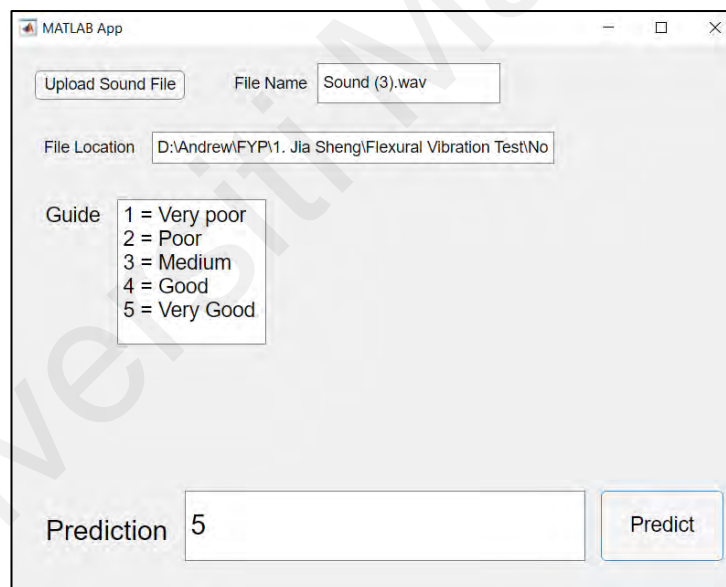 MATLAB App
Upload Sound File File Name Sound (3).wav
File Location D:\Andrew\FYP\1. Jia Sheng\Flexural Vibration Test\No
Guide 1 = Very poor
2 = Poor
3 = Medium
4 = Good
5 = Very Good
Prediction 5 Predict